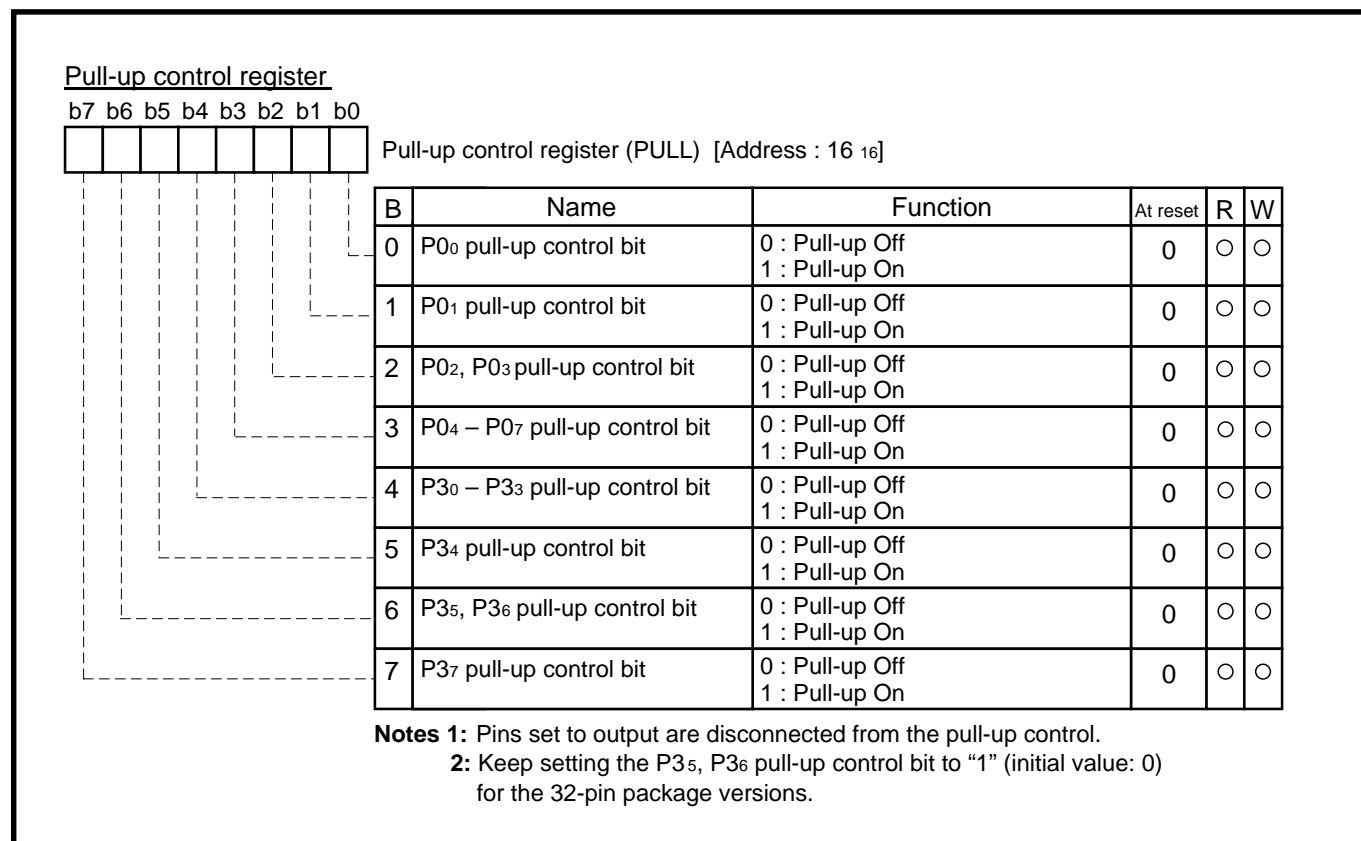 Pull-up control register
b7 b6 b5 b4 b3 b2 b1 b0
Pull-up control register (PULL) [Address : 16 16]
B Name Function At reset R W
0 P00 pull-up control bit 0 : Pull-up Off 0 ○ ○
1 : Pull-up On
1 P01 pull-up control bit 0 : Pull-up Off 0 ○ ○
1 : Pull-up On
2 P02, P03 pull-up control bit 0 : Pull-up Off 0 ○ ○
1 : Pull-up On
3 P04 – P07 pull-up control bit 0 : Pull-up Off 0 ○ ○
1 : Pull-up On
4 P30 – P33 pull-up control bit 0 : Pull-up Off 0 ○ ○
1 : Pull-up On
5 P34 pull-up control bit 0 : Pull-up Off 0 ○ ○
1 : Pull-up On
6 P35, P36 pull-up control bit 0 : Pull-up Off 0 ○ ○
1 : Pull-up On
7 P37 pull-up control bit 0 : Pull-up Off 0 ○ ○
1 : Pull-up On
Notes 1: Pins set to output are disconnected from the pull-up control.
2: Keep setting the P35, P36 pull-up control bit to “1” (initial value: 0)
for the 32-pin package versions.